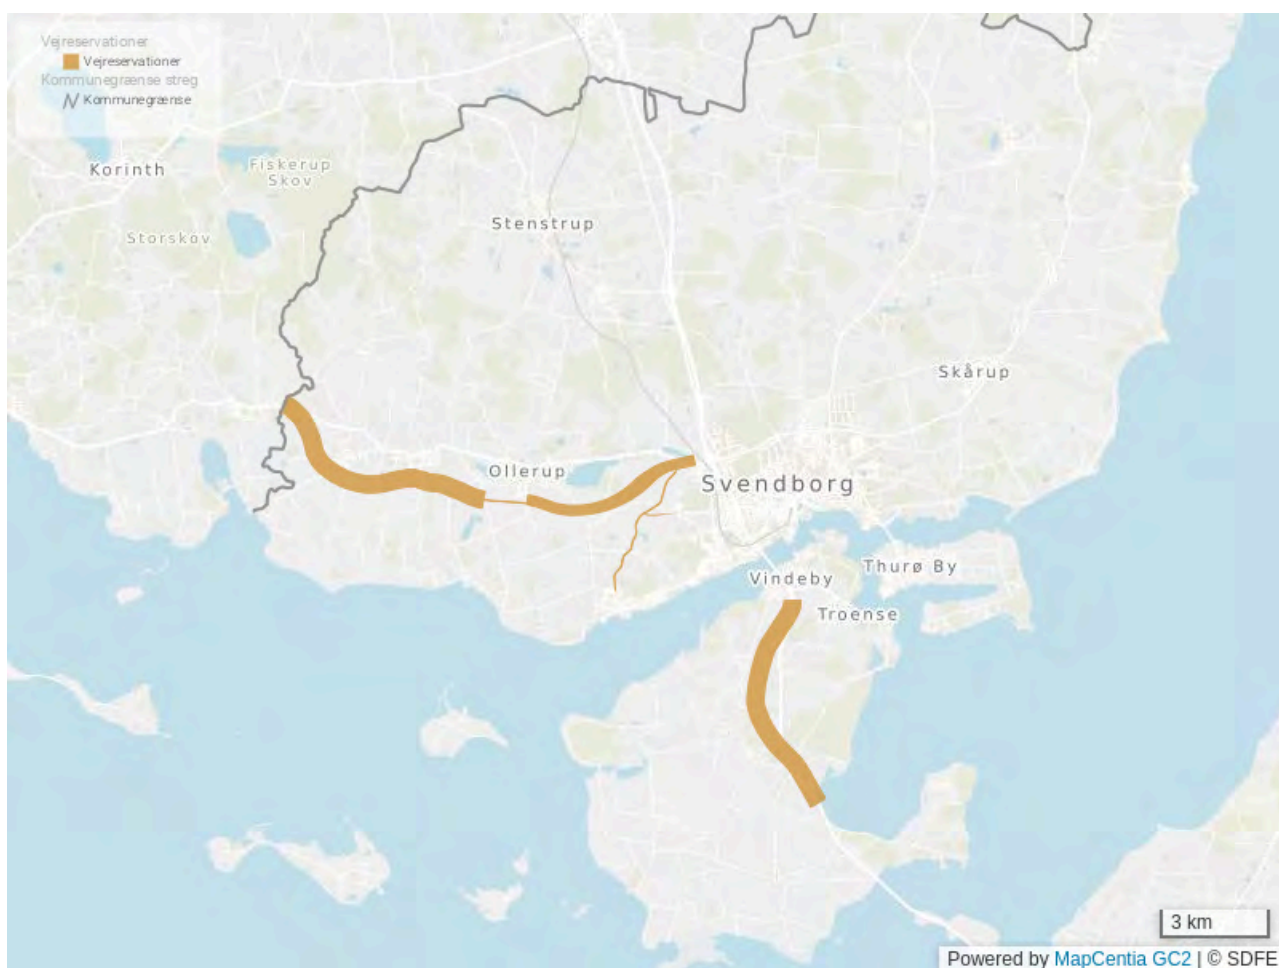 Vejreservationer
Vejreservationer
Kommunegrænse streg
Kommunegrænse
Korinth
Fiskerup
Skov
Storskov
Stenstrup
Skårup
Ollerup
Svendborg
Vindeby
Thurø By
Troense
3 km
Powered by MapCentia GC2 | © SDFE